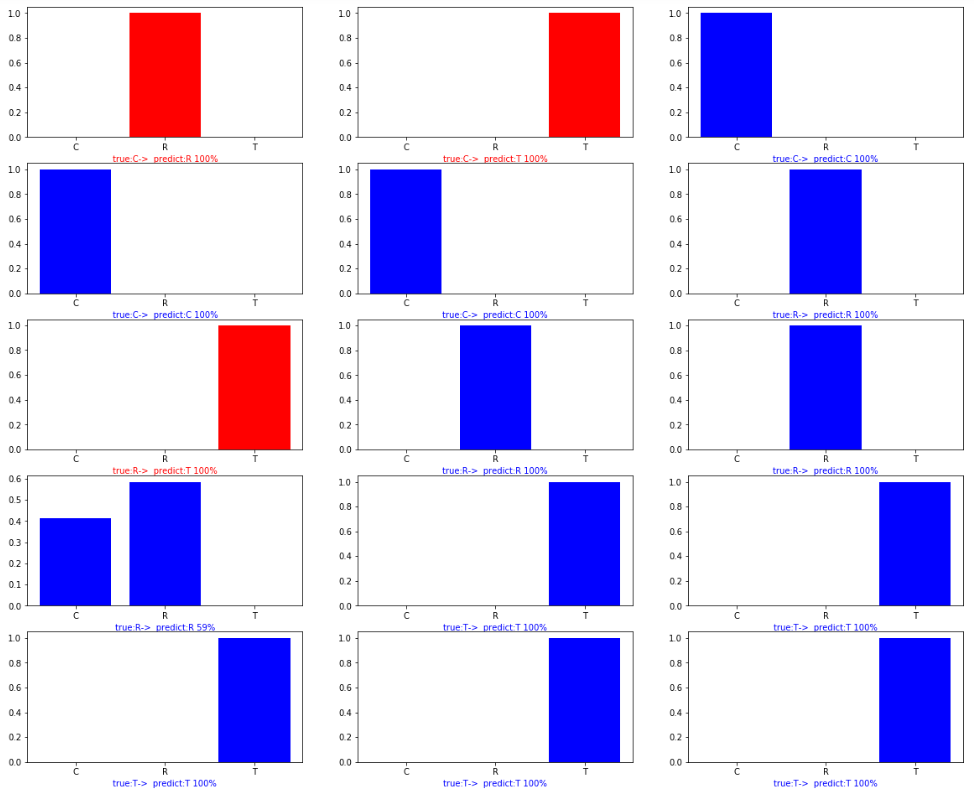 1.0 0.8 0.6 0.4 0.2 0.0 1.0 0.8 0.6 0.4 0.2 0.0 1.0 0.8 0.6 0.4 0.2 0.0
C R T C R T C R T
true:C-> predict:R 100% true:C-> predict:T 100% true:C-> predict:C 100%
1.0 0.8 0.6 0.4 0.2 0.0 1.0 0.8 0.6 0.4 0.2 0.0 1.0 0.8 0.6 0.4 0.2 0.0
C R T C R T C R T
true:C-> predict:C 100% true:C-> predict:C 100% true:R-> predict:R 100%
1.0 0.8 0.6 0.4 0.2 0.0 1.0 0.8 0.6 0.4 0.2 0.0 1.0 0.8 0.6 0.4 0.2 0.0
C R T C R T C R T
true:R-> predict:T 100% true:R-> predict:R 100% true:R-> predict:R 100%
0.6 0.5 0.4 0.3 0.2 0.1 0.0 1.0 0.8 0.6 0.4 0.2 0.0 1.0 0.8 0.6 0.4 0.2 0.0
C R T C R T C R T
true:R-> predict:R 59% true:T-> predict:T 100% true:T-> predict:T 100%
1.0 0.8 0.6 0.4 0.2 0.0 1.0 0.8 0.6 0.4 0.2 0.0 1.0 0.8 0.6 0.4 0.2 0.0
C R T C R T C R T
true:T-> predict:T 100% true:T-> predict:T 100% true:T-> predict:T 100%